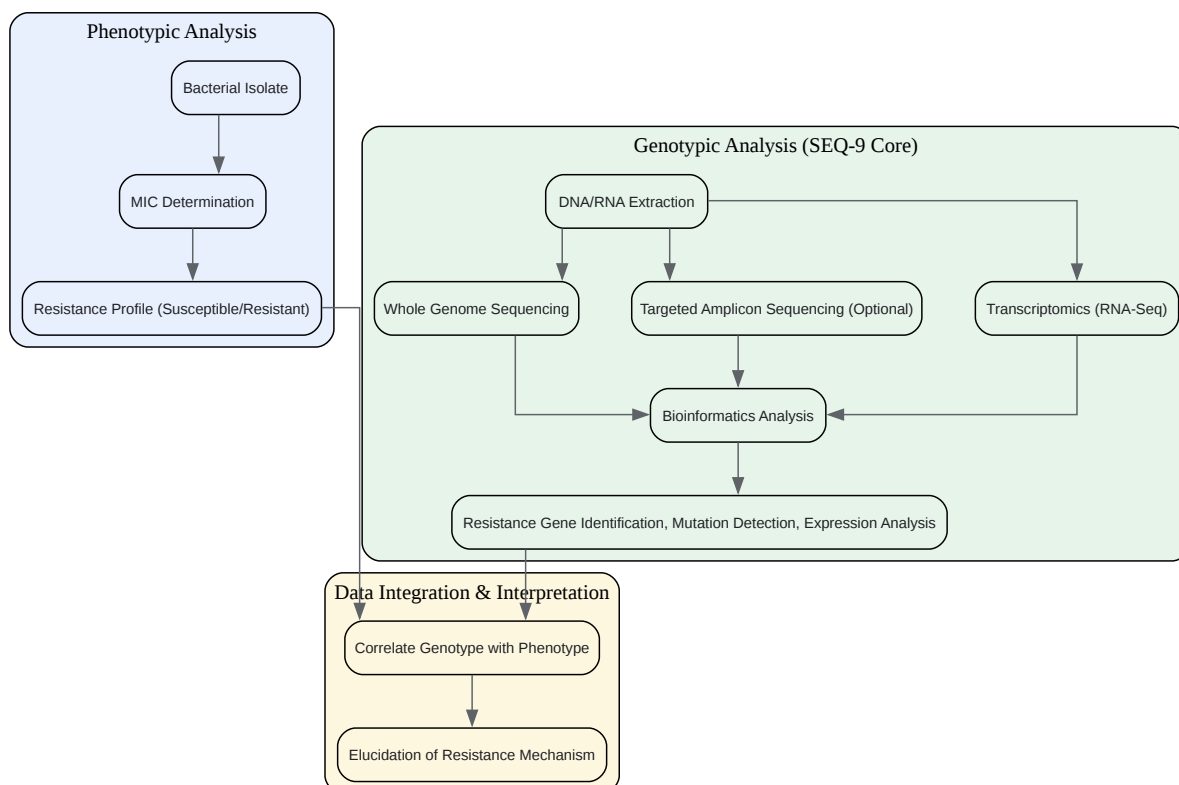 Phenotypic Analysis
Bacterial Isolate
MIC Determination
Resistance Profile (Susceptible/Resistant)
Genotypic Analysis (SEQ-9 Core)
DNA/RNA Extraction
Whole Genome Sequencing
Targeted Amplicon Sequencing (Optional)
Transcriptomics (RNA-Seq)
Bioinformatics Analysis
Resistance Gene Identification, Mutation Detection, Expression Analysis
Data Integration & Interpretation
Correlate Genotype with Phenotype
Elucidation of Resistance Mechanism